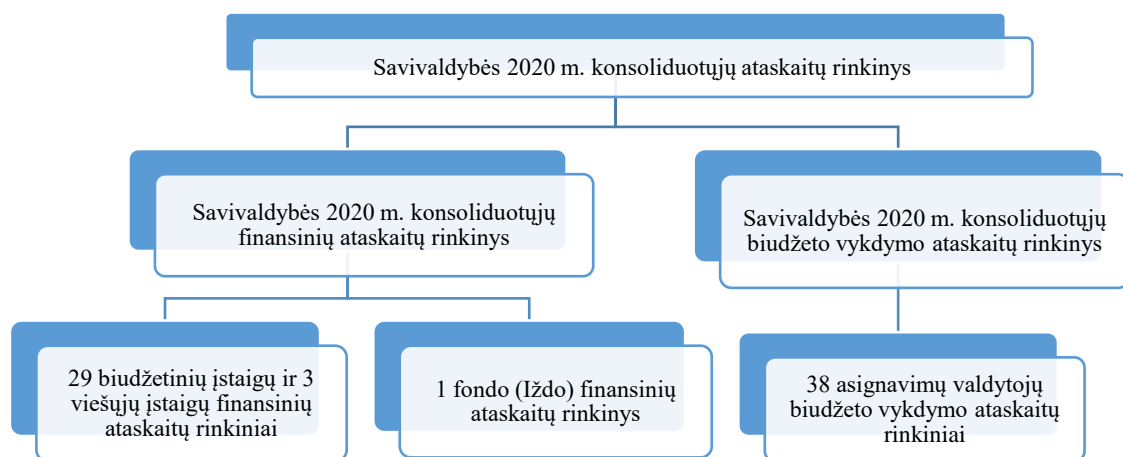 Savivaldybės 2020 m. konsoliduotųjų ataskaitų rinkinys
Savivaldybės 2020 m. konsoliduotųjų
finansinių ataskaitų rinkinys
Savivaldybės 2020 m. konsoliduotųjų
biudžeto vykdymo ataskaitų rinkinys
29 biudžetinių įstaigų ir 3
viešųjų įstaigų finansinių
ataskaitų rinkiniai
1 fondo (Iždo) finansinių
ataskaitų rinkinys
38 asignavimų valdytojų
biudžeto vykdymo ataskaitų
rinkiniai